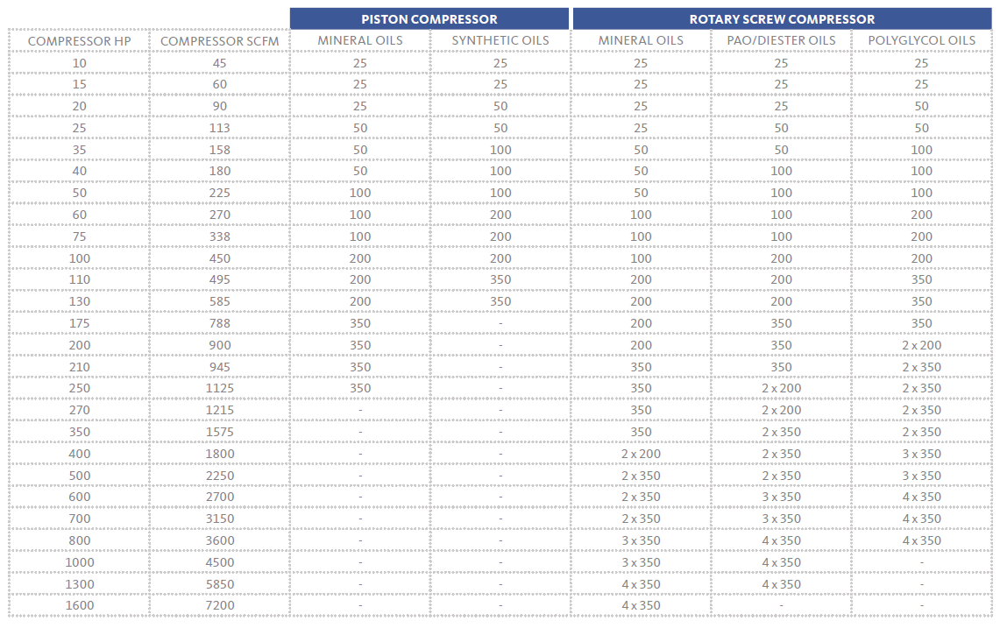 PISTON COMPRESSOR ROTARY SCREW COMPRESSOR
COMPRESSOR HP COMPRESSOR SCFM MINERAL OILS SYNTHETIC OILS MINERAL OILS PAO/DIESTER OILS POLYGLYCOL OILS
10 45 25 25 25 25 25
15 60 25 25 25 25 25
20 90 25 50 25 25 50
25 113 50 50 25 50 50
35 158 50 100 50 50 100
40 180 50 100 50 100 100
50 225 100 100 50 100 100
60 270 100 200 100 100 200
75 338 100 200 100 100 200
100 450 200 200 100 200 200
110 495 200 350 200 200 350
130 585 200 350 200 200 350
175 788 350 - 200 350 350
200 900 350 - 200 350 2 x 200
210 945 350 - 350 350 2 x 350
250 1125 350 - 350 2 x 200 2 x 350
270 1215 - - 350 2 x 200 2 x 350
350 1575 - - 350 2 x 350 2 x 350
400 1800 - - 2 x 200 2 x 350 3 x 350
500 2250 - - 2 x 350 2 x 350 3 x 350
600 2700 - - 2 x 350 3 x 350 4 x 350
700 3150 - - 2 x 350 3 x 350 4 x 350
800 3600 - - 3 x 350 4 x 350 4 x 350
1000 4500 - - 3 x 350 4 x 350 -
1300 5850 - - 4 x 350 4 x 350 -
1600 7200 - - 4 x 350 - -